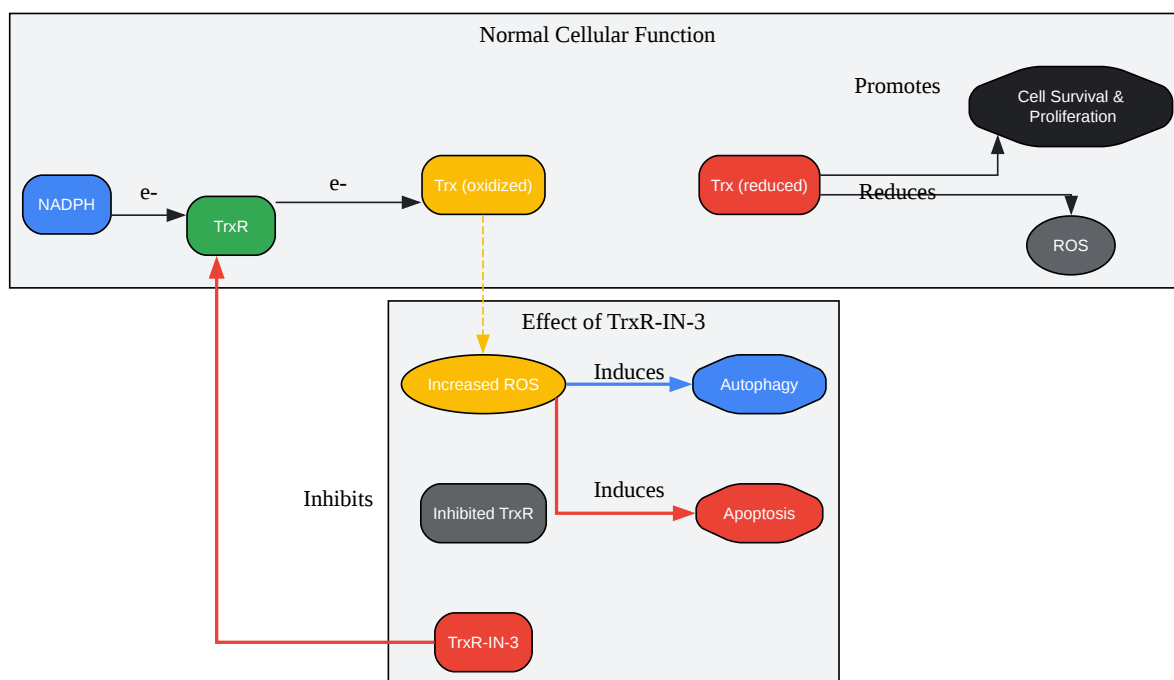 Normal Cellular Function
Promotes
Cell Survival &
Proliferation
NADPH
e-
TrxR
e-
Trx (oxidized)
Trx (reduced)
Reduces
ROS
Effect of TrxR-IN-3
Increased ROS
Induces
Autophagy
Inhibits
Inhibited TrxR
Induces
Apoptosis
TrxR-IN-3